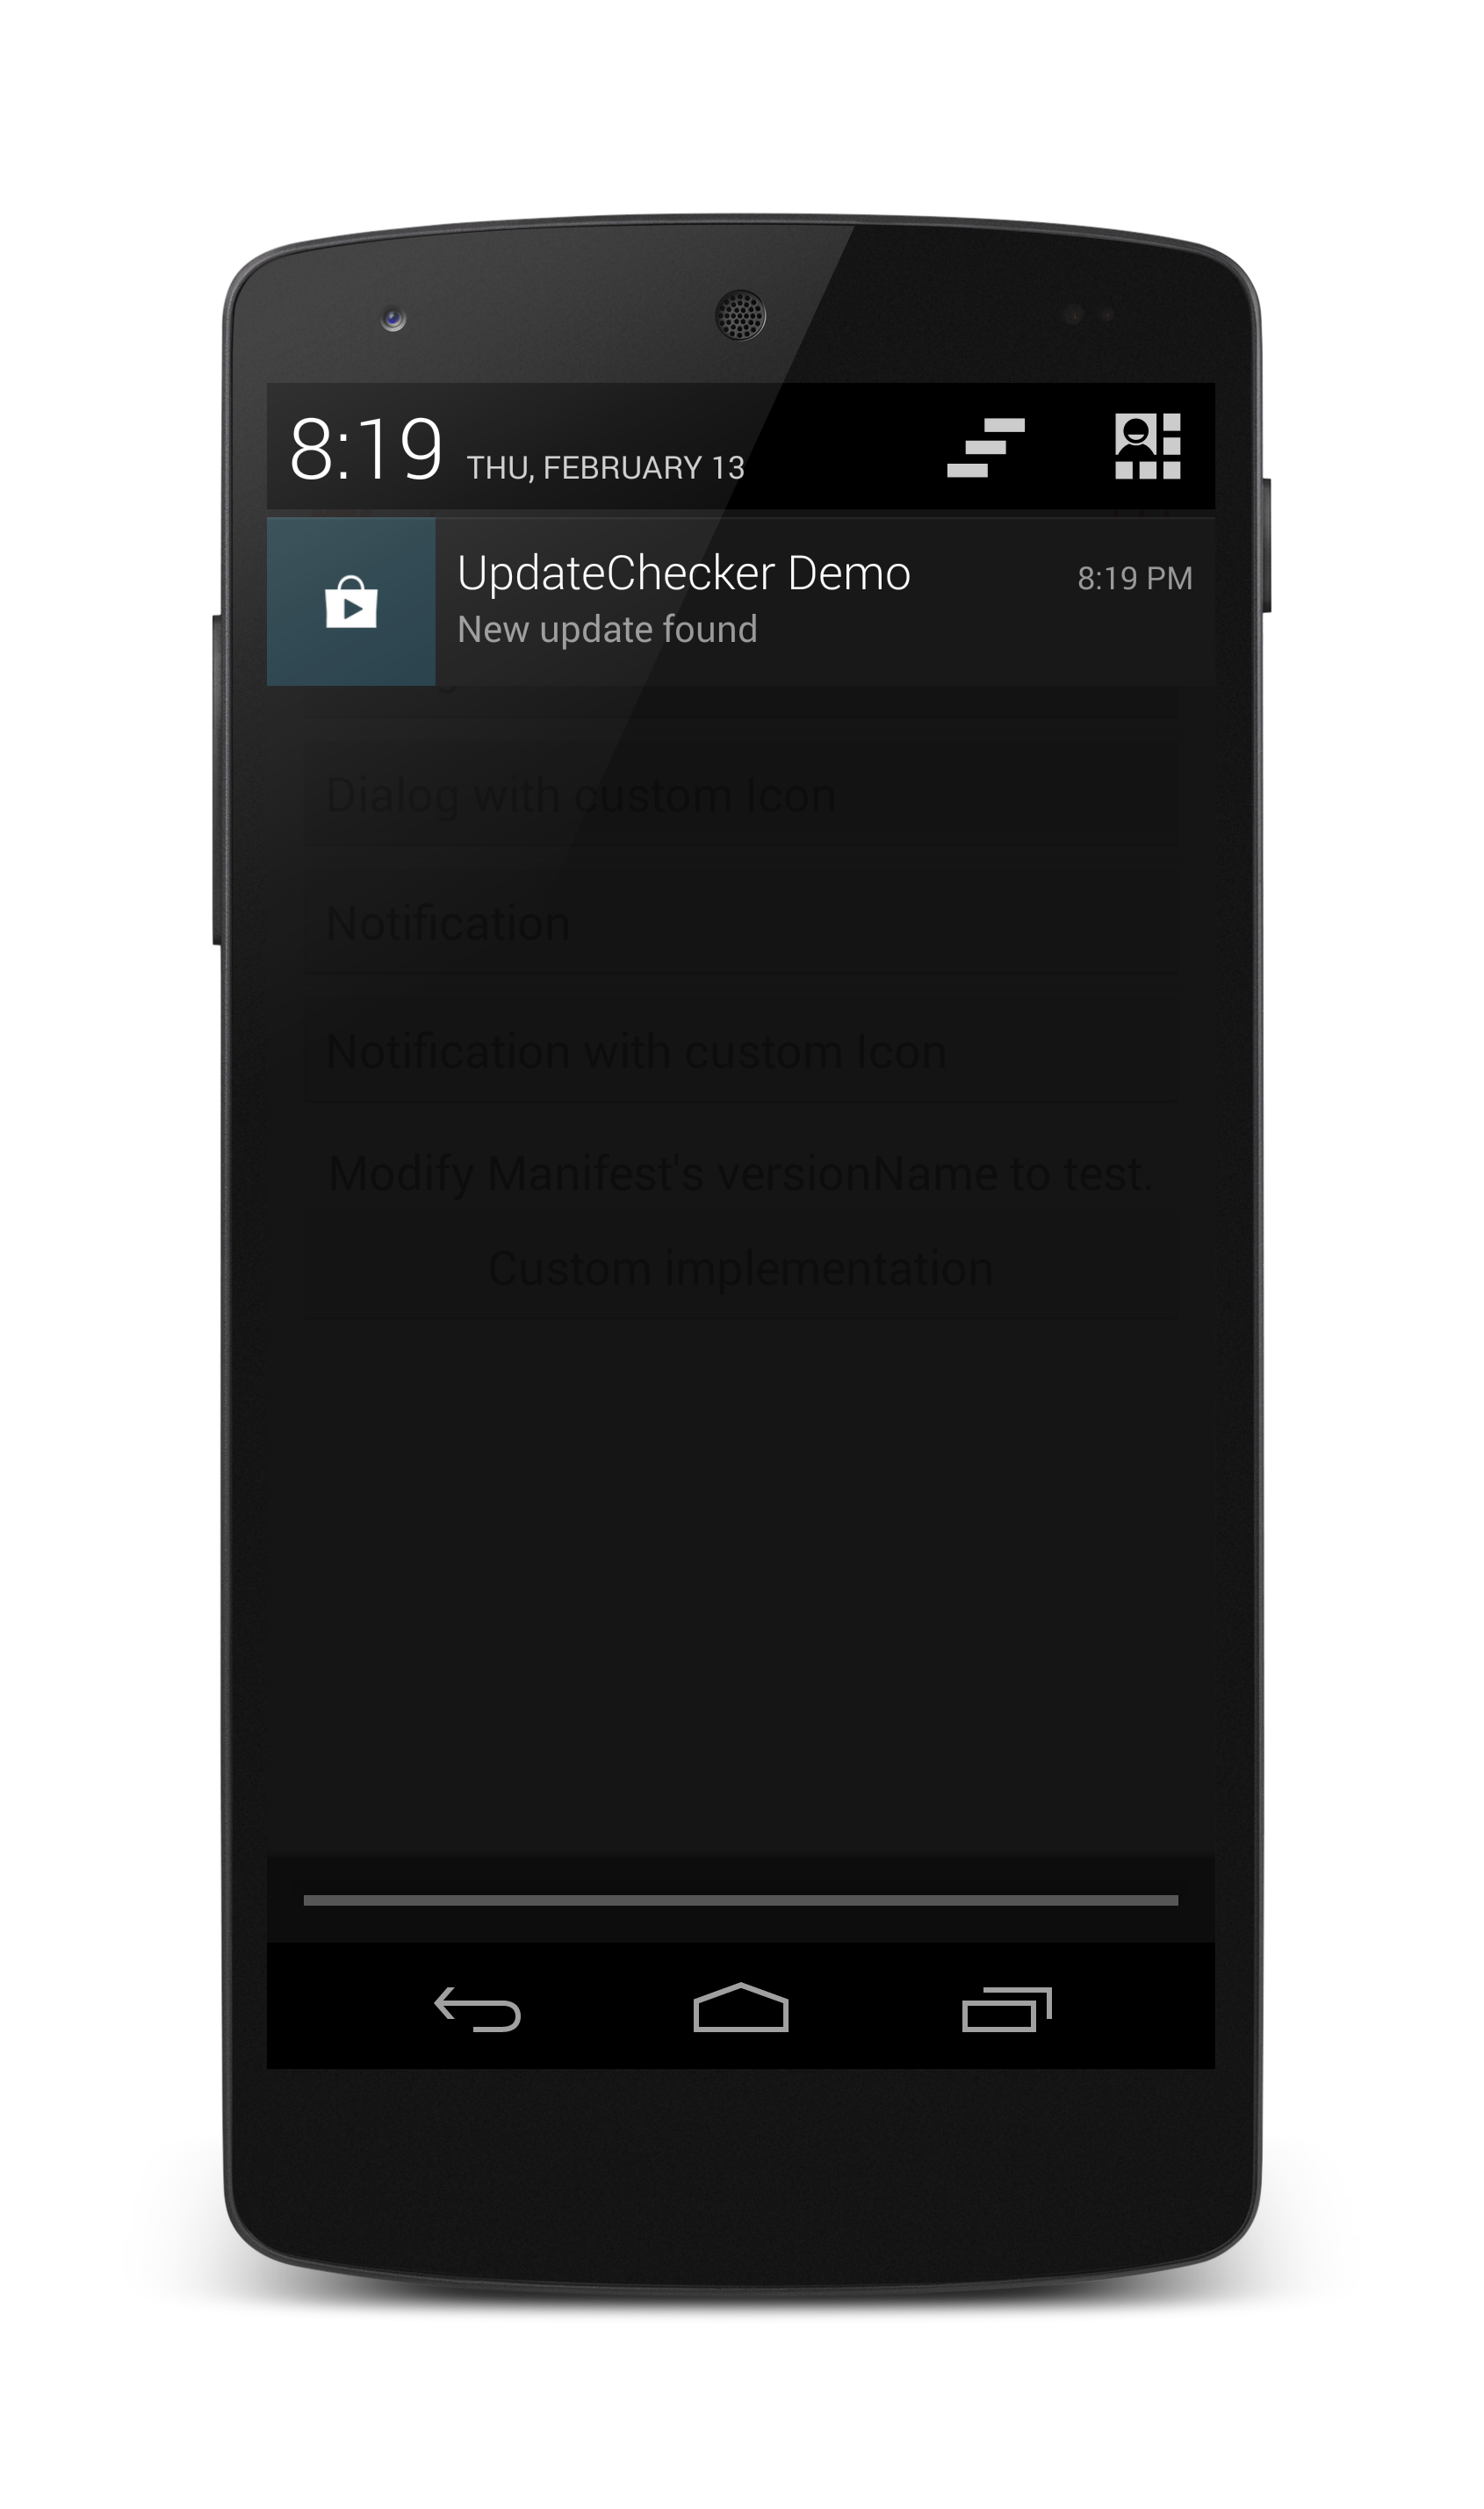 8:19 THU, FEBRUARY 13
UpdateChecker Demo 8:19 PM
New update found
Dialog with custom Icon
Notification
Notification with custom Icon
Modify Manifest's versionName to test.
Custom implementation